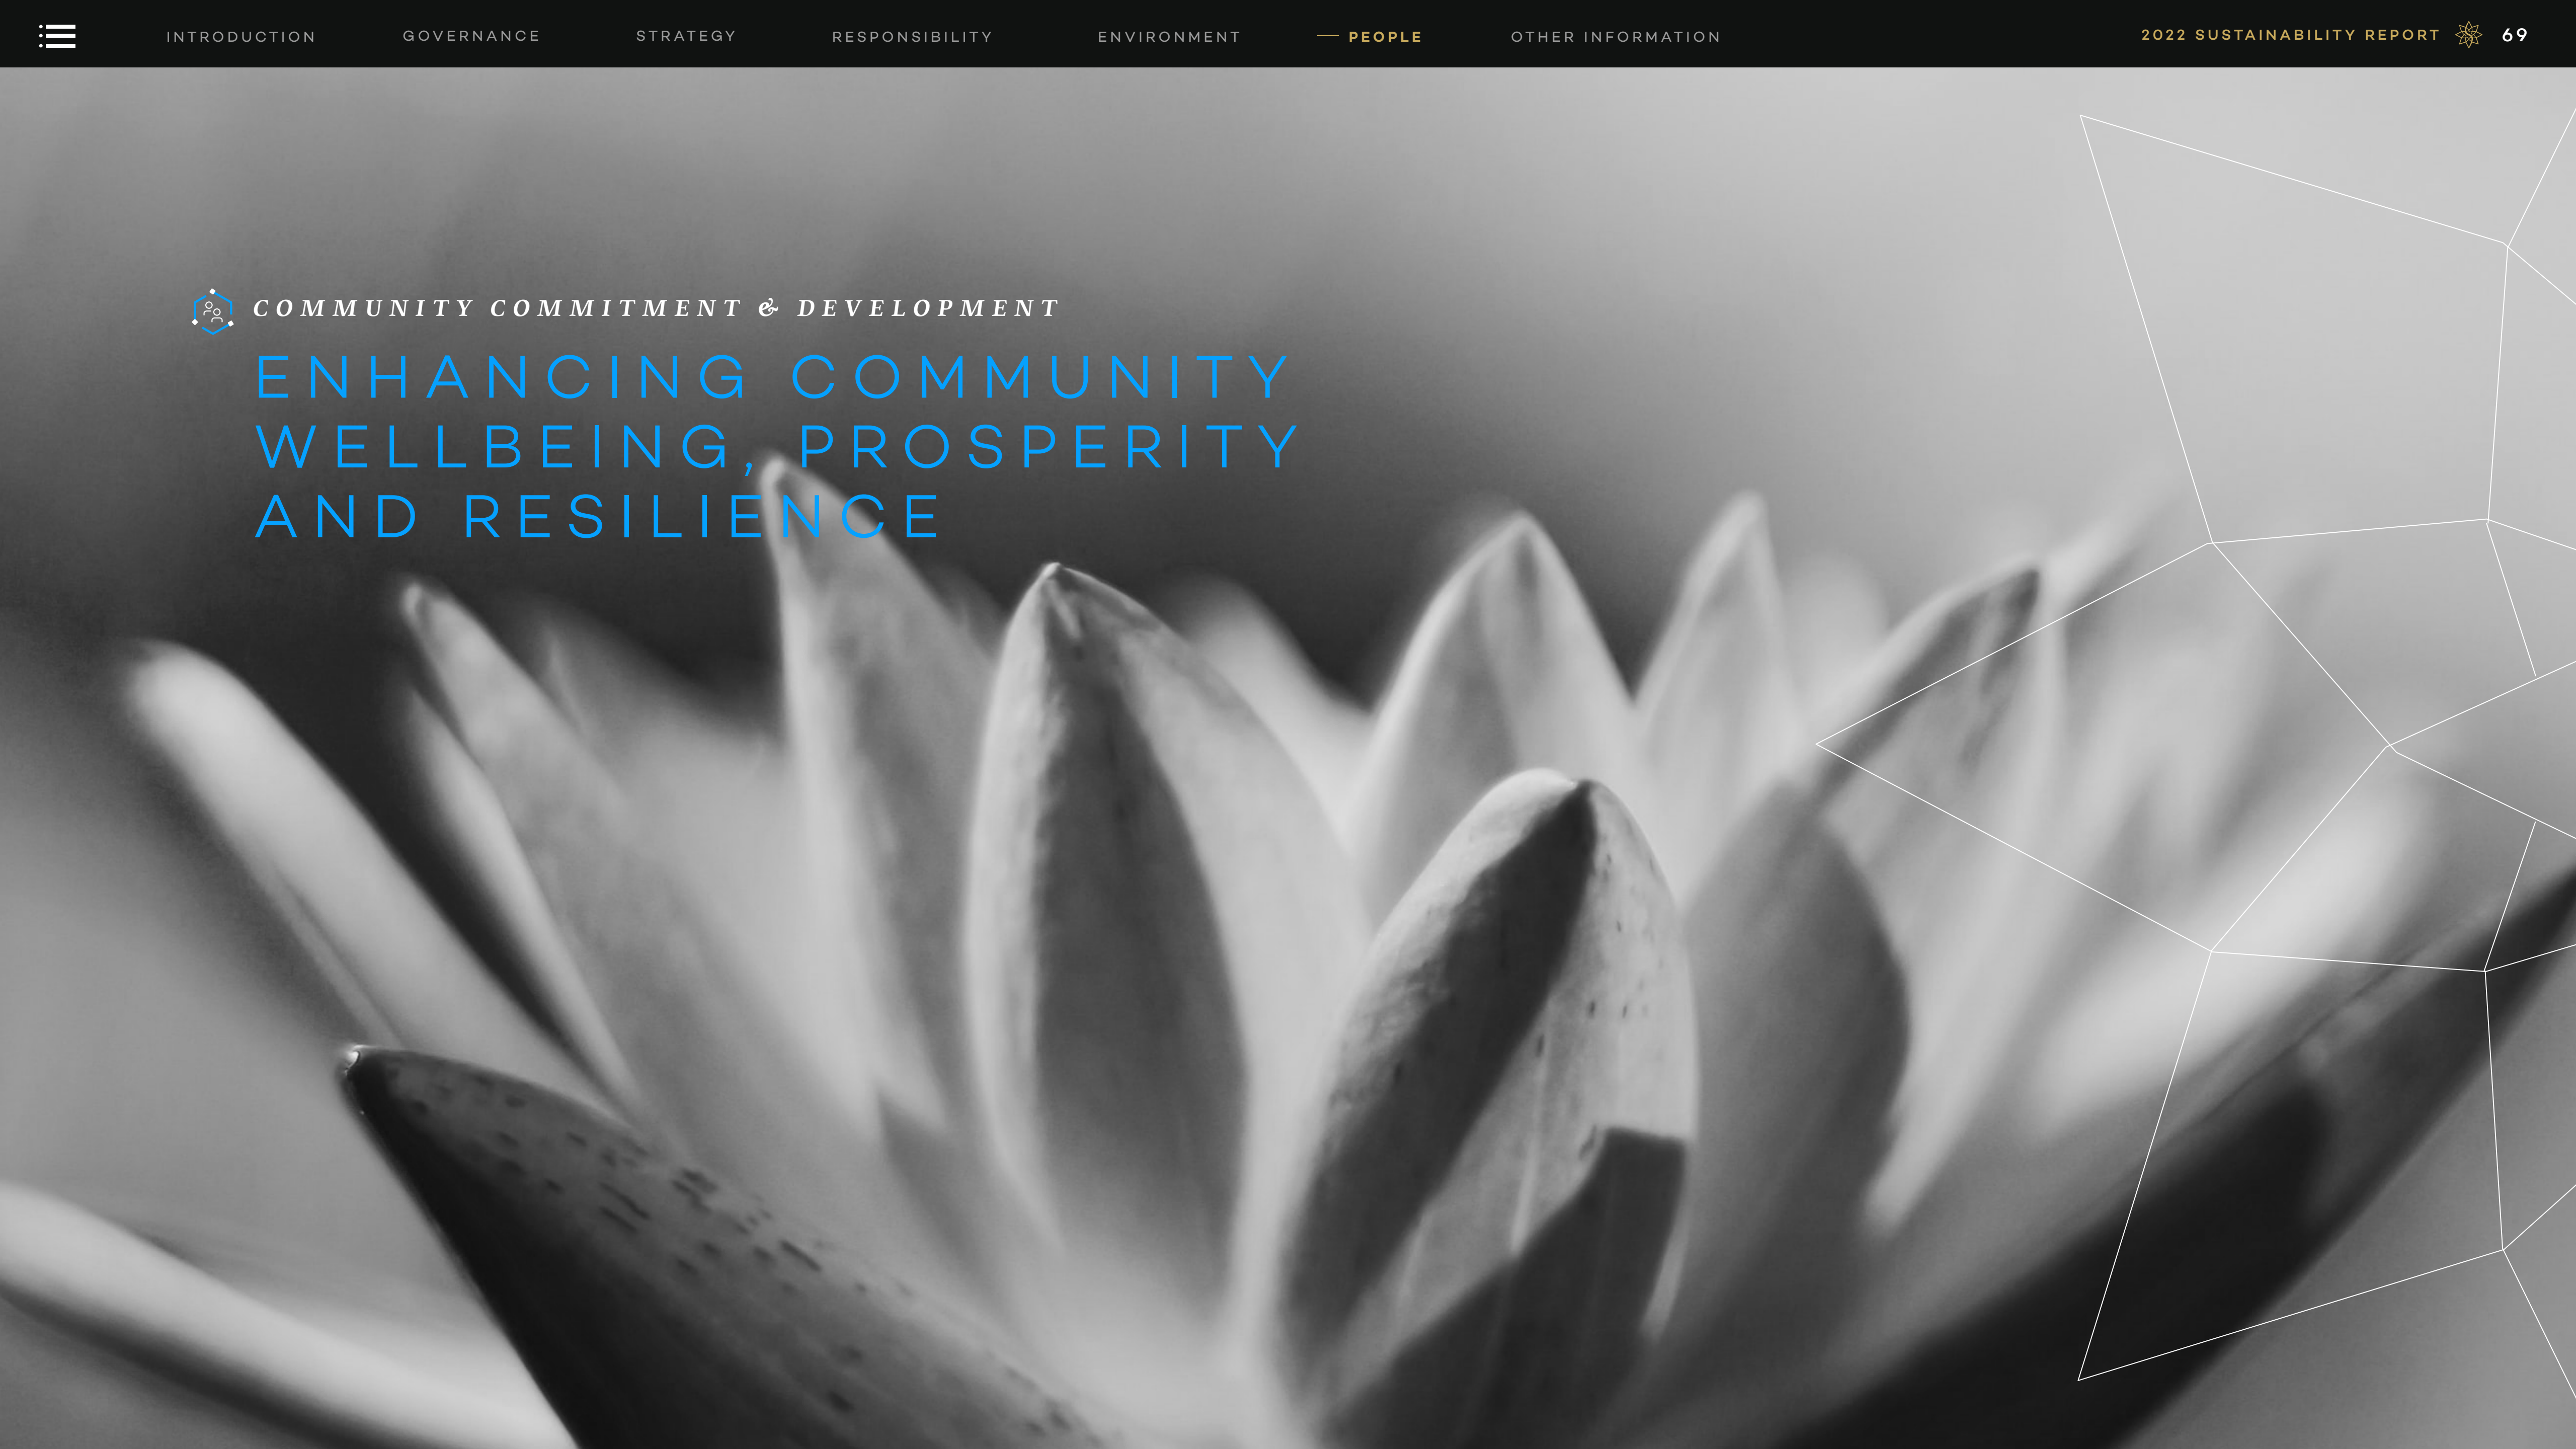 INTRODUCTION GOVERNANCE STRATEGY RESPONSIBILITY ENVIRONMENT PEOPLE OTHER INFORMATION 2022 SUSTAINABILITY REPORT 69
COMMUNITY COMMITMENT & DEVELOPMENT
ENHANCING COMMUNITY
WELLBEING, PROSPERITY
AND RESILIENCE